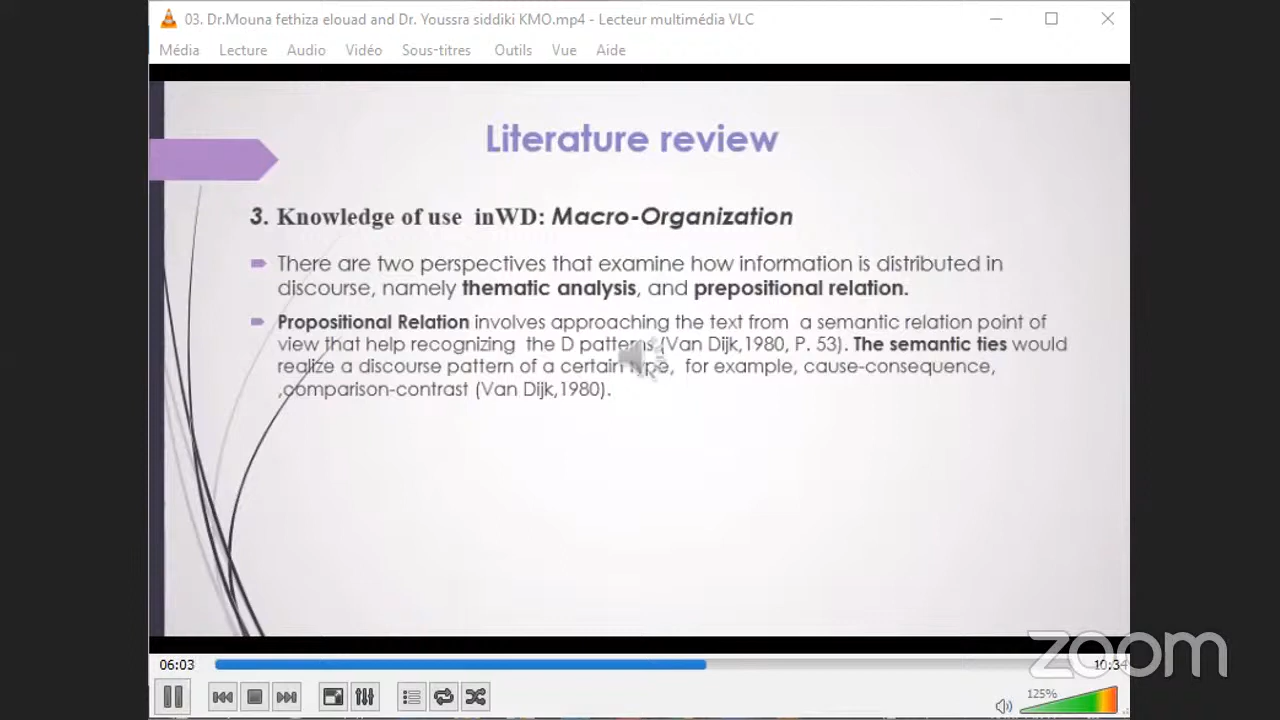 03. Dr.Mouna fethiza elouad and Dr. Youssra siddiki KMO.mp4 - Lecteur multimédia VLC
Média Lecture Audio Vidéo Sous-titres Outils Vue Aide
Literature review
3. Knowledge of use inWD: Macro-Organization
There are two perspectives that examine how information is distributed in
discourse, namely thematic analysis, and prepositional relation.
Propositional Relation involves approaching the text from a semantic relation point of
view that help recognizing the D patterns (Van Dijk,1980, P. 53). The semantic ties would
realize a discourse pattern of a certain type, for example, cause-consequence,
,comparison-contrast (Van Dijk,1980).
zoom
06:03
10:34
125%